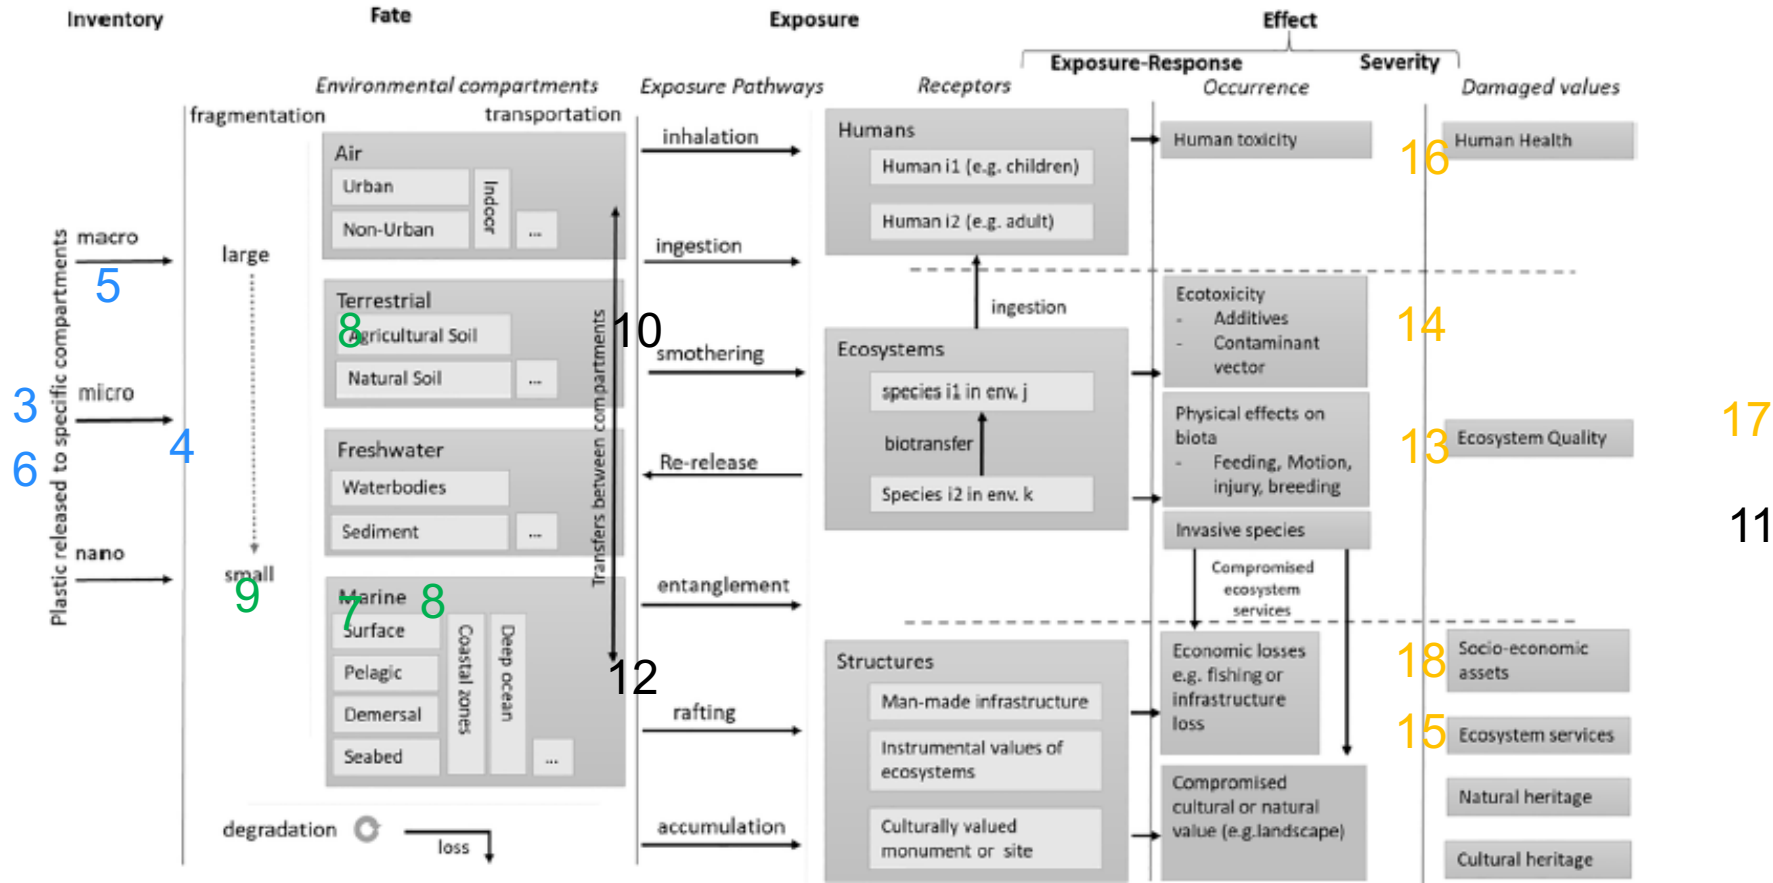 Inventory
Fate
Exposure
Effect
Exposure-Response
Severity
Environmental compartments
Exposure Pathways
Receptors
Occurrence
Damaged values
fragmentation
transportation
Plastic released to specific compartments
macro
5
micro
3
4
6
nano
large
small
9
Air
Urban
Non-Urban
Indoor
...
Terrestrial
8
Agricultural Soil
Natural Soil
...
Freshwater
Waterbodies
Sediment
...
Marine
7
8
Surface
Pelagic
Demersal
Seabed
Coastal zones
Deep ocean
...
Transfers between compartments
10
12
degradation
loss
inhalation
ingestion
smothering
Re-release
entanglement
rafting
accumulation
Humans
Human i1 (e.g. children)
Human i2 (e.g. adult)
ingestion
Ecosystems
species i1 in env. j
biotransfer
Species i2 in env. k
Structures
Man-made infrastructure
Instrumental values of
ecosystems
Culturally valued
monument or site
Human toxicity
Ecotoxicity
- Additives
- Contaminant
vector
Physical effects on
biota
- Feeding, Motion,
injury, breeding
Invasive species
Compromised
ecosystem
services
Economic losses
e.g. fishing or
infrastructure
loss
Compromised
cultural or natural
value (e.g.landscape)
16
Human Health
14
13
Ecosystem Quality
17
11
18
Socio-economic
assets
15
Ecosystem services
Natural heritage
Cultural heritage